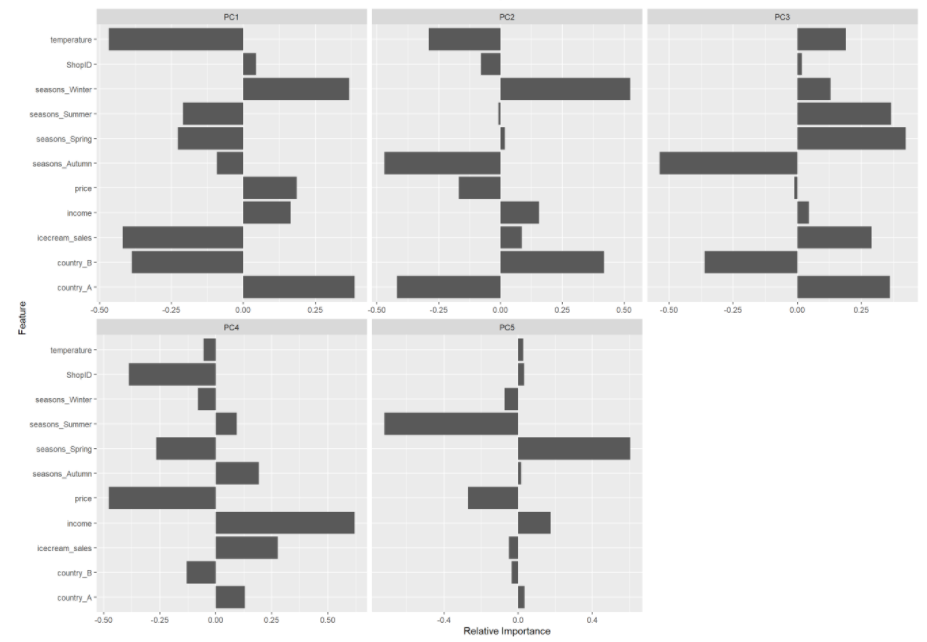 PC1
PC2
PC3
temperature
ShopID
seasons_Winter
seasons_Summer
seasons_Spring
seasons_Autumn
price
income
icecream_sales
country_B
country_A
-0.50 -0.25 0.00 0.25
-0.50 -0.25 0.00 0.25 0.50
-0.50 -0.25 0.00 0.25
Feature
PC4
PC5
temperature
ShopID
seasons_Winter
seasons_Summer
seasons_Spring
seasons_Autumn
price
income
icecream_sales
country_B
country_A
-0.50 -0.25 0.00 0.25 0.50
-0.4 0.0 0.4
Relative Importance